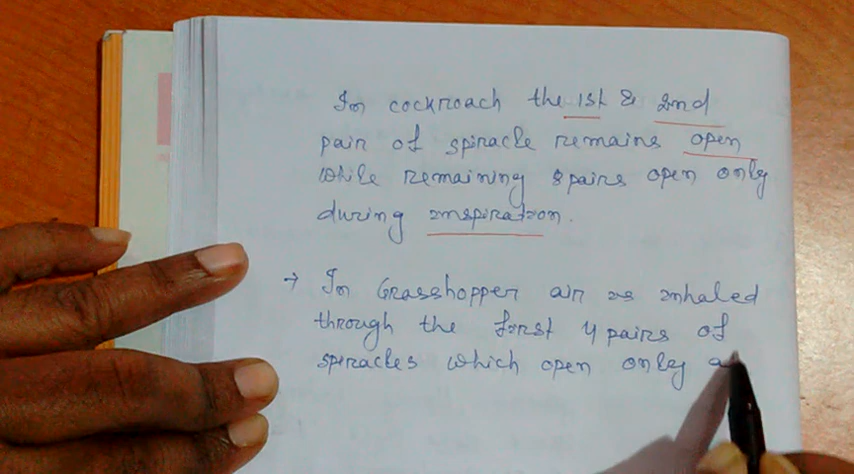 In cockroach the 1st & 2nd
pair of spiracle remains open
while remaining 8 pairs open only
during inspiration.
→ In Grasshopper air is inhaled
through the first 4 pairs of
spiracles which open only a